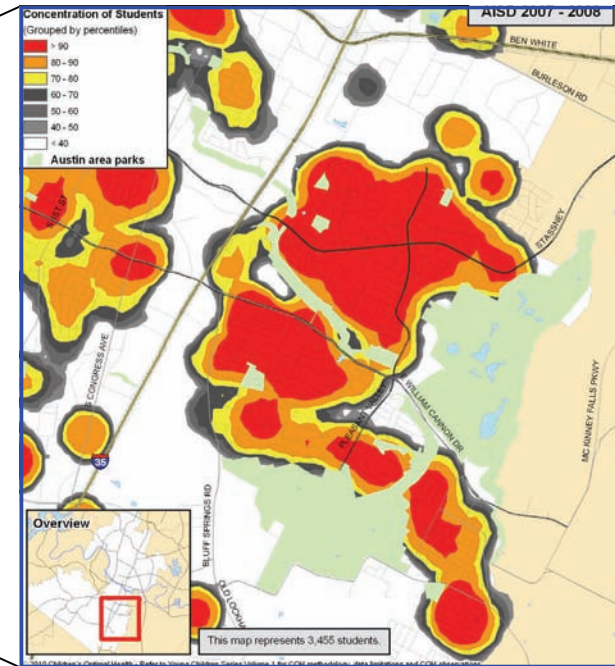 Concentration of Students
(Grouped by percentiles)
> 90
80 - 90
70 - 80
60 - 70
50 - 60
40 - 50
< 40
Austin area parks
AISD 2007 - 2008
BEN WHITE
BURLESON RD
STASSNEY
S CONGRESS AVE
35
WILLIAM CANNON DR
MC KINNEY FALLS PKWY
BLUFF SPRINGS RD
Overview
This map represents 3,455 students.